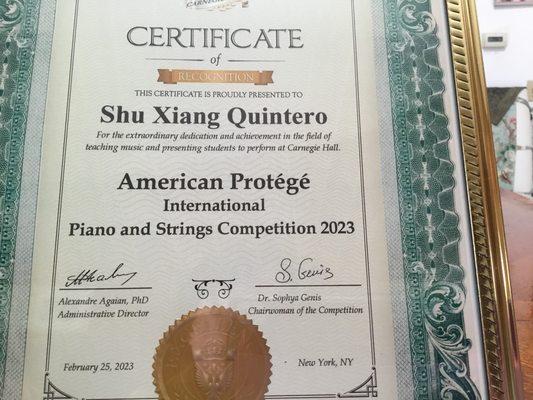 CARNEGIE
CERTIFICATE
of
RECOGNITION
THIS CERTIFICATE IS PROUDLY PRESENTED TO
Shu Xiang Quintero
For the extraordinary dedication and achievement in the field of
teaching music and presenting students to perform at Carnegie Hall.
American Protégé
International
Piano and Strings Competition 2023
S. Genis
Alexandre Agaian, PhD
Administrative Director
Dr. Sophya Genis
Chairwoman of the Competition
February 25, 2023
New York, NY